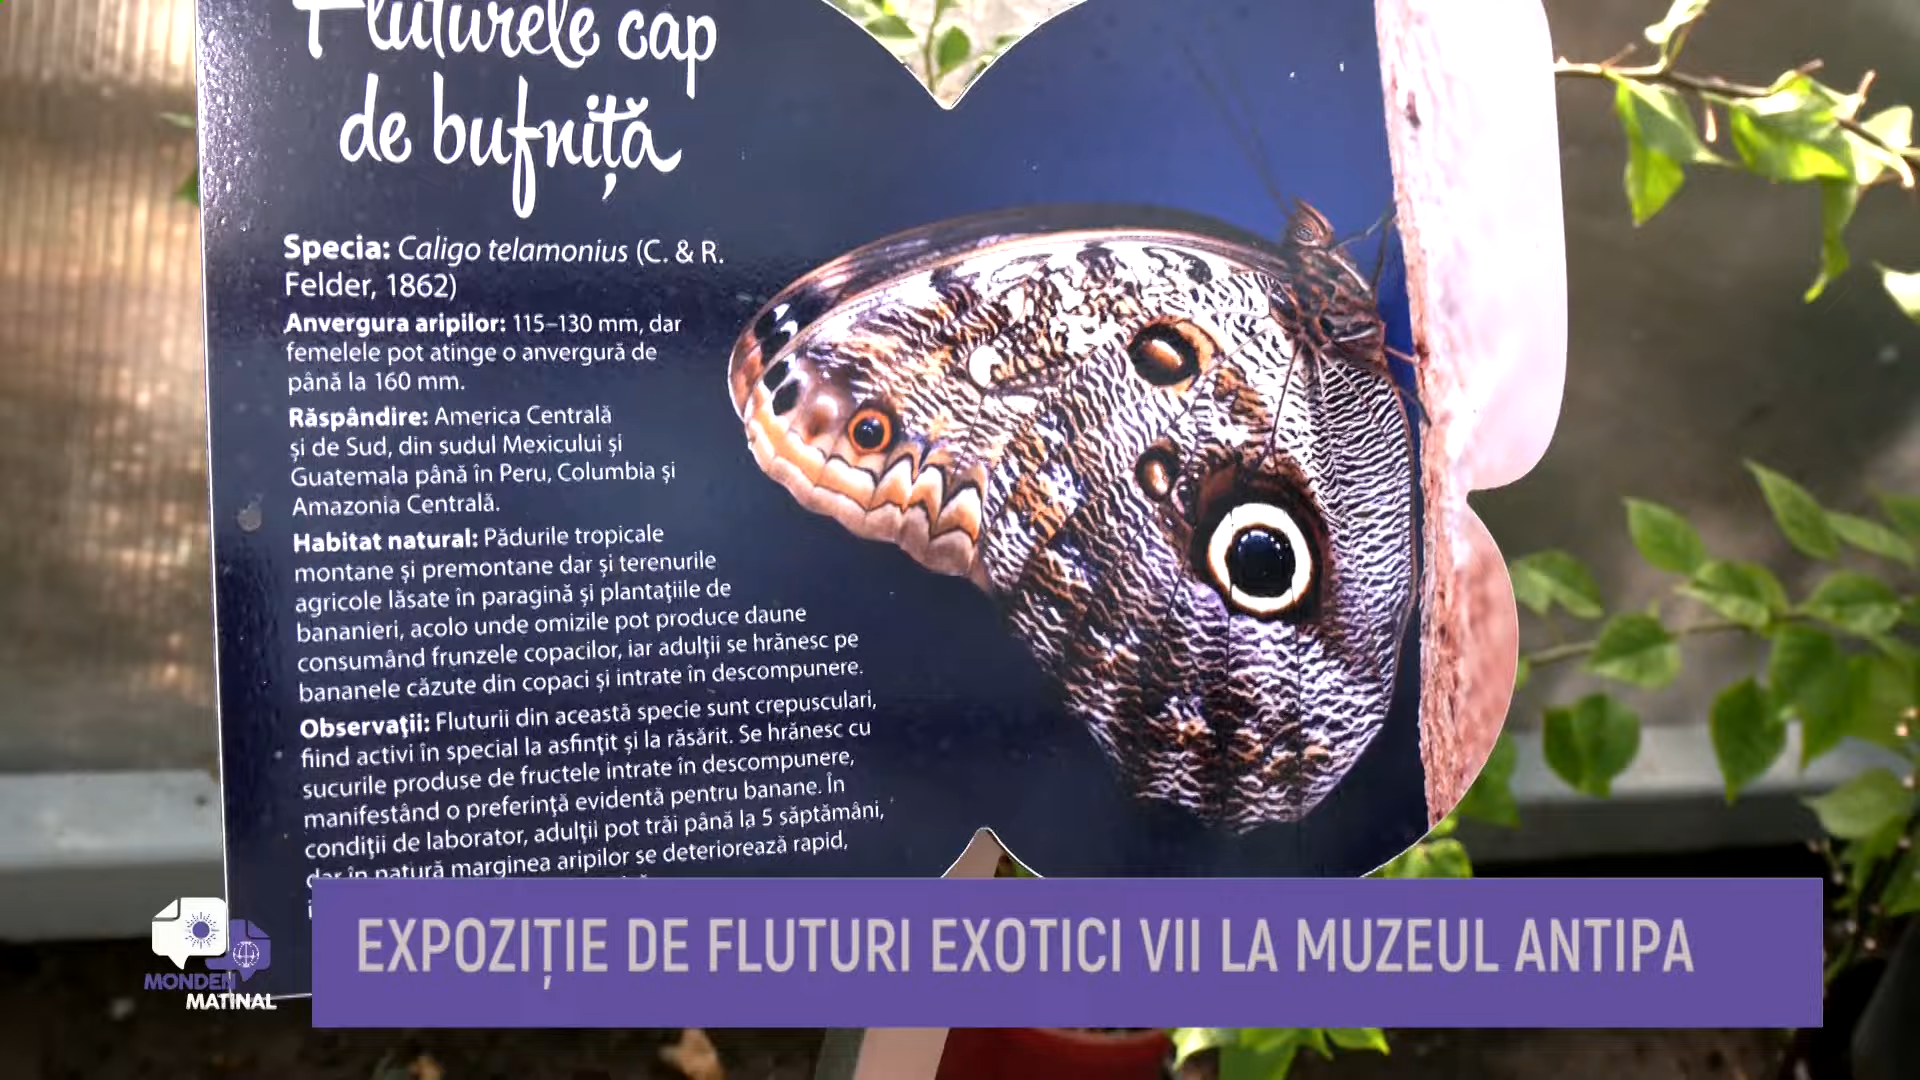 Fluturele cap
de bufniță
Specia: Caligo telamonius (C. & R.
Felder, 1862)
Anvergura aripilor: 115–130 mm, dar
femelele pot atinge o anvergură de
până la 160 mm.
Răspândire: America Centrală
și de Sud, din sudul Mexicului și
Guatemala până în Peru, Columbia și
Amazonia Centrală.
Habitat natural: Pădurile tropicale
montane și premontane dar și terenurile
agricole lăsate în paragină și plantațiile de
bananieri, acolo unde omizile pot produce daune
consumând frunzele copacilor, iar adulții se hrănesc pe
bananele căzute din copaci și intrate în descompunere.
Observații: Fluturii din această specie sunt crepusculari,
fiind activi în special la asfințit și la răsărit. Se hrănesc cu
sucurile produse de fructele intrate în descompunere,
manifestând o preferință evidentă pentru banane. În
condiții de laborator, adulții pot trăi până la 5 săptămâni,
dar în natură marginea aripilor se deteriorează rapid,
EXPOZIȚIE DE FLUTURI EXOTICI VII LA MUZEUL ANTIPA
MONDEN
MATINAL